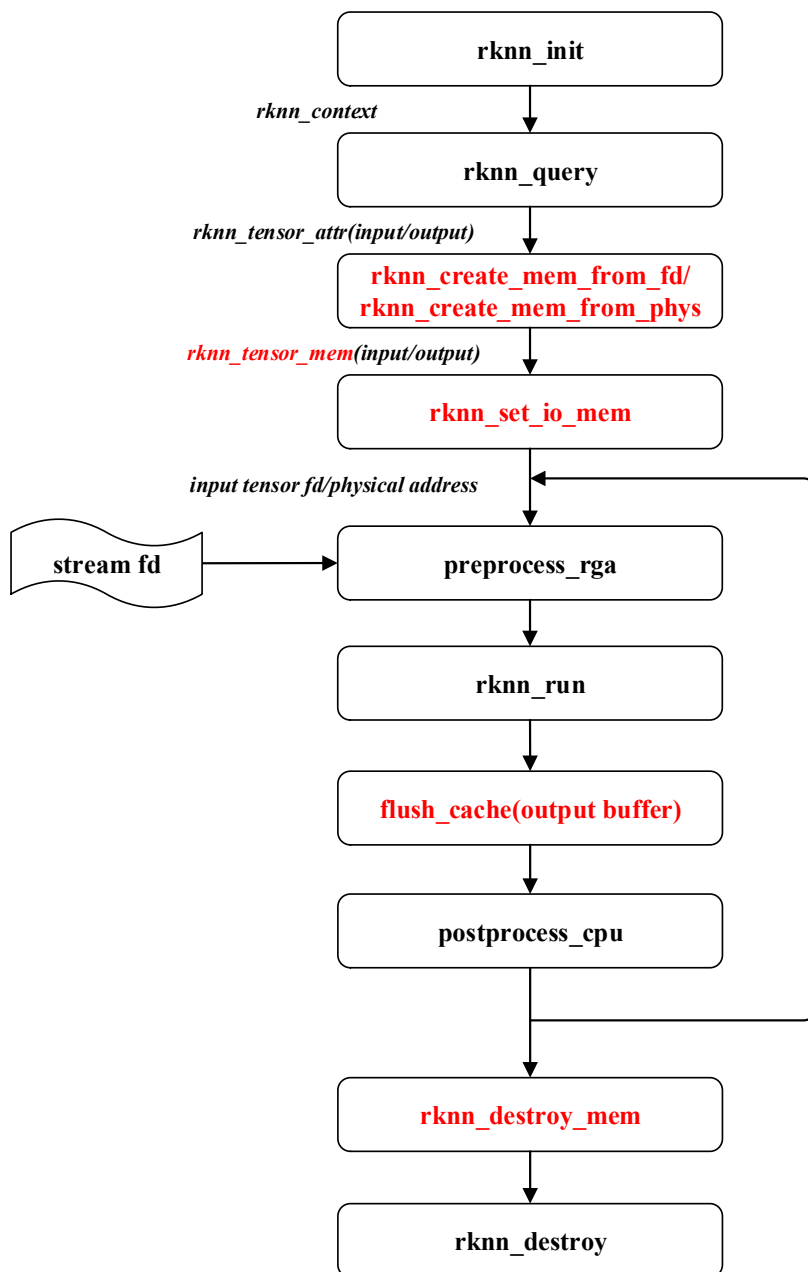 rknn_init
rknn_context
rknn_query
rknn_tensor_attr(input/output)
rknn_create_mem_from_fd/
rknn_create_mem_from_phys
rknn_tensor_mem(input/output)
rknn_set_io_mem
input tensor fd/physical address
stream fd
preprocess_rga
rknn_run
flush_cache(output buffer)
postprocess_cpu
rknn_destroy_mem
rknn_destroy